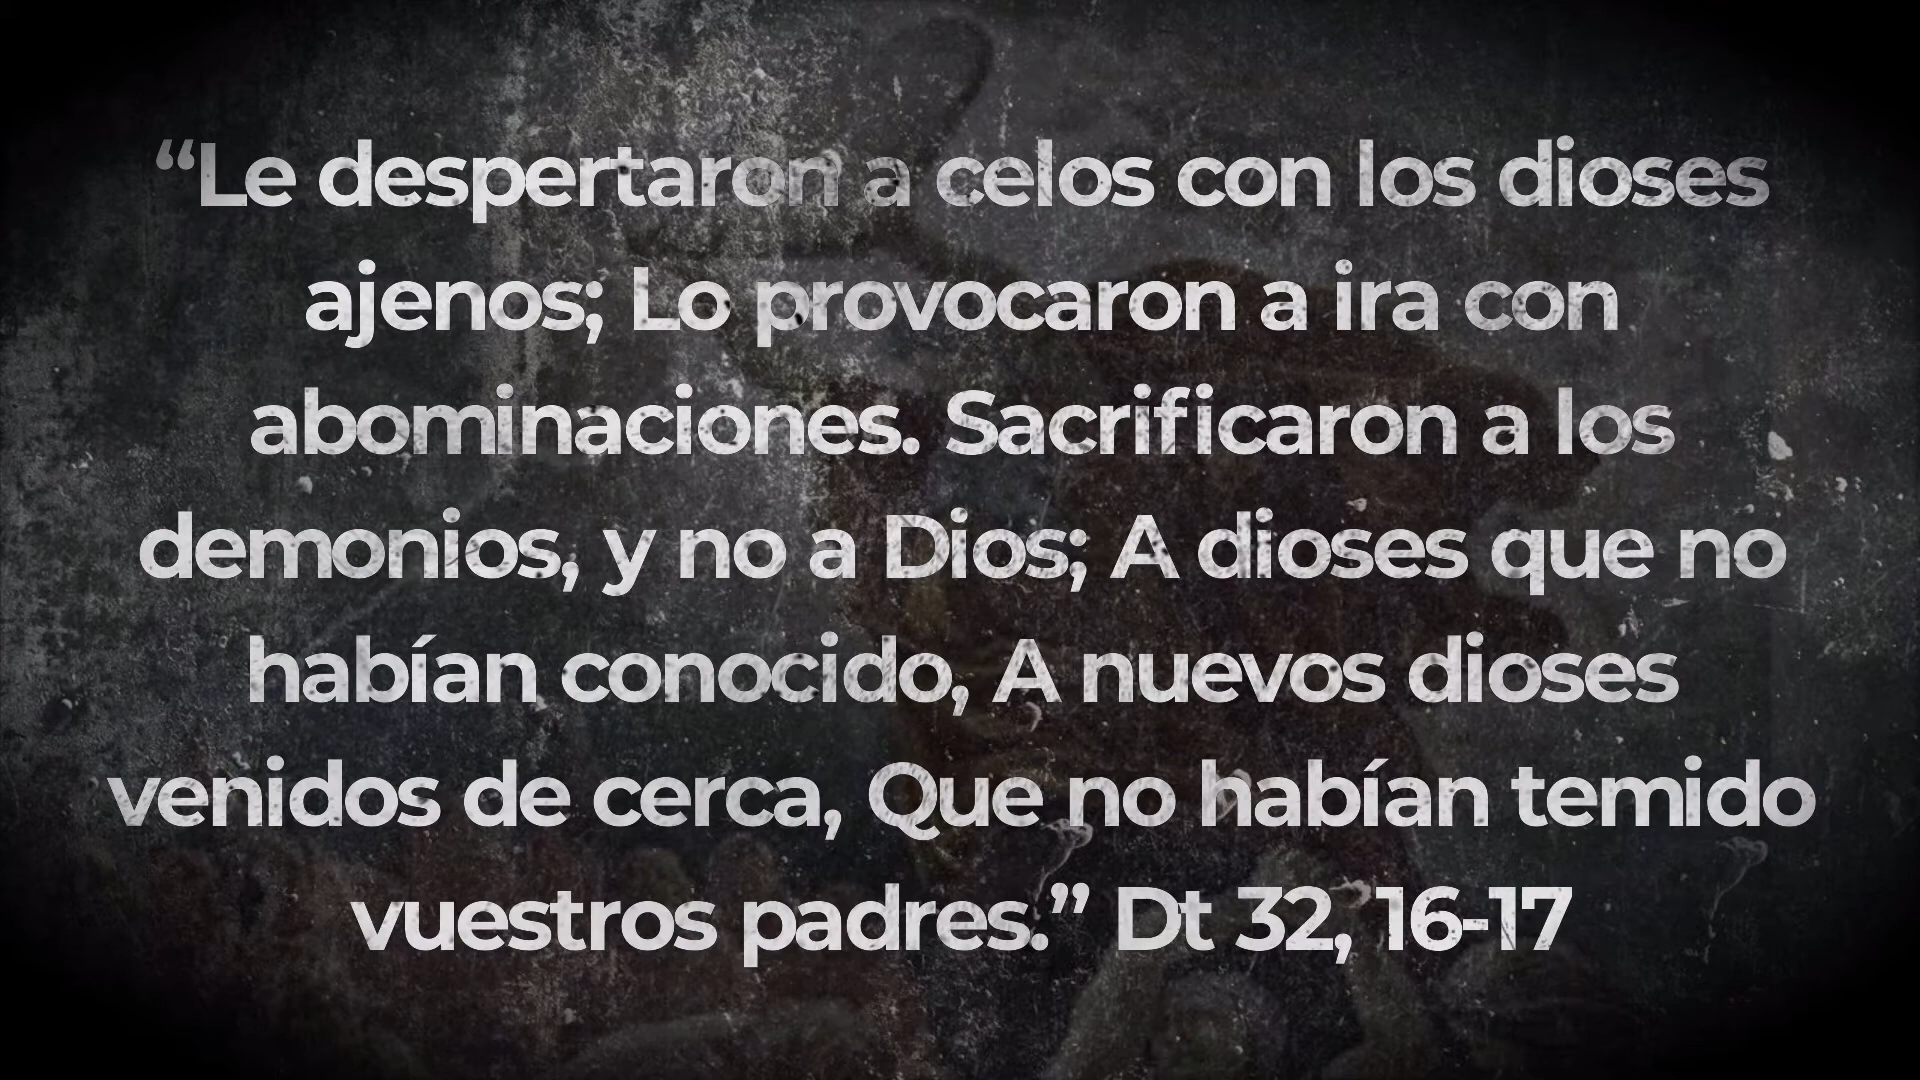 “Le despertaron a celos con los dioses
ajenos; Lo provocaron a ira con
abominaciones. Sacrificaron a los
demonios, y no a Dios; A dioses que no
habían conocido, A nuevos dioses
venidos de cerca, Que no habían temido
vuestros padres.” Dt 32, 16-17